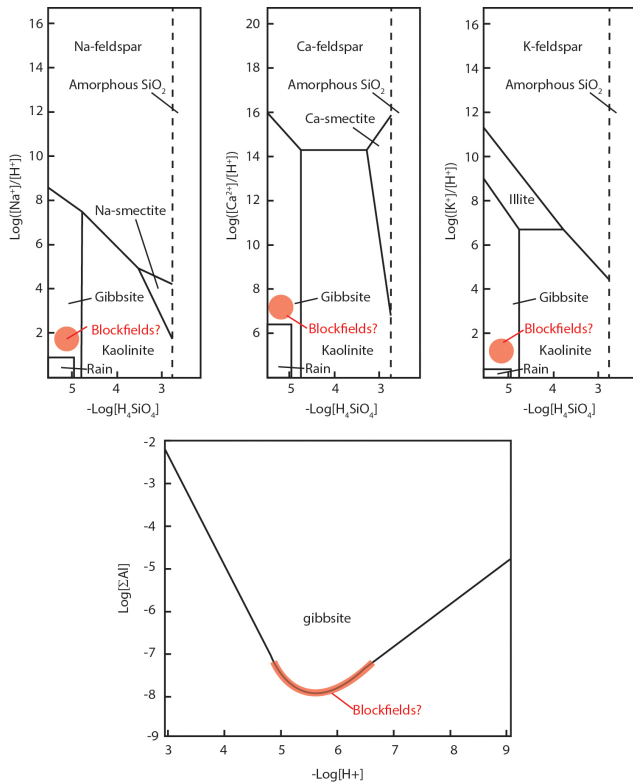 16
14
12
10
8
6
4
2
Log([Na+]/[H+])
Na-feldspar
Amorphous SiO2
Na-smectite
Gibbsite
Blockfields?
Kaolinite
Rain
5
4
3
-Log[H4SiO4]
20
18
16
14
12
10
8
6
Log([Ca2+]/[H+])
Ca-feldspar
Amorphous SiO2
Ca-smectite
Gibbsite
Blockfields?
Kaolinite
Rain
5
4
3
-Log[H4SiO4]
16
14
12
10
8
6
4
2
Log([K+]/[H+])
K-feldspar
Amorphous SiO2
Illite
Gibbsite
Blockfields?
Kaolinite
Rain
5
4
3
-Log[H4SiO4]
-2
-3
-4
-5
-6
-7
-8
-9
Log[ΣAl]
gibbsite
Blockfields?
3
4
5
6
7
8
9
-Log[H+]